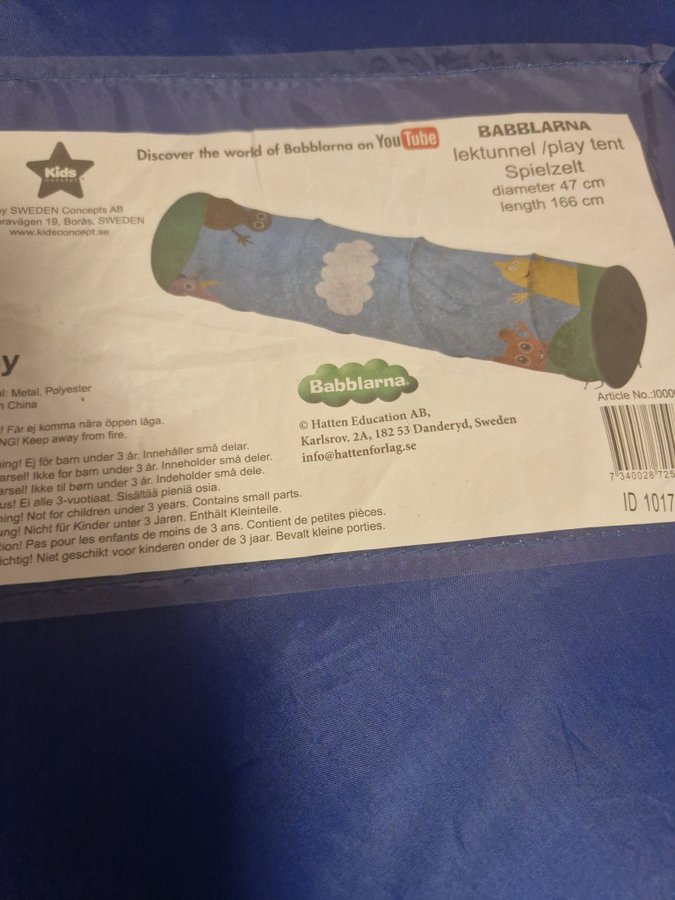 Discover the world of Babblarna on YouTube
BABBLARNA
lektunnel /play tent
Spielzelt
diameter 47 cm
length 166 cm
Kids
Concept
by SWEDEN Concepts AB
19, Borås, SWEDEN
www.kidsconcept.se
y
Metal, Polyester
China
Får ej komma nära öppen låga.
Keep away from fire.
Ej för barn under 3 år. Innehåller små delar.
Ikke for barn under 3 år. Inneholder små deler.
Ikke til børn under 3 år. Indeholder små dele.
Ei alle 3-vuotiaat. Sisältää pieniä osia.
Not for children under 3 years. Contains small parts.
Nicht für Kinder unter 3 Jaren. Enthält Kleinteile.
Pas pour les enfants de moins de 3 ans. Contient de petites pièces.
Niet geschikt voor kinderen onder de 3 jaar. Bevalt kleine porties.
Babblarna
© Hatten Education AB,
Karlsrov. 2A, 182 53 Danderyd, Sweden
info@hattenforlag.se
Article No.:
7 340028 725
ID 1017